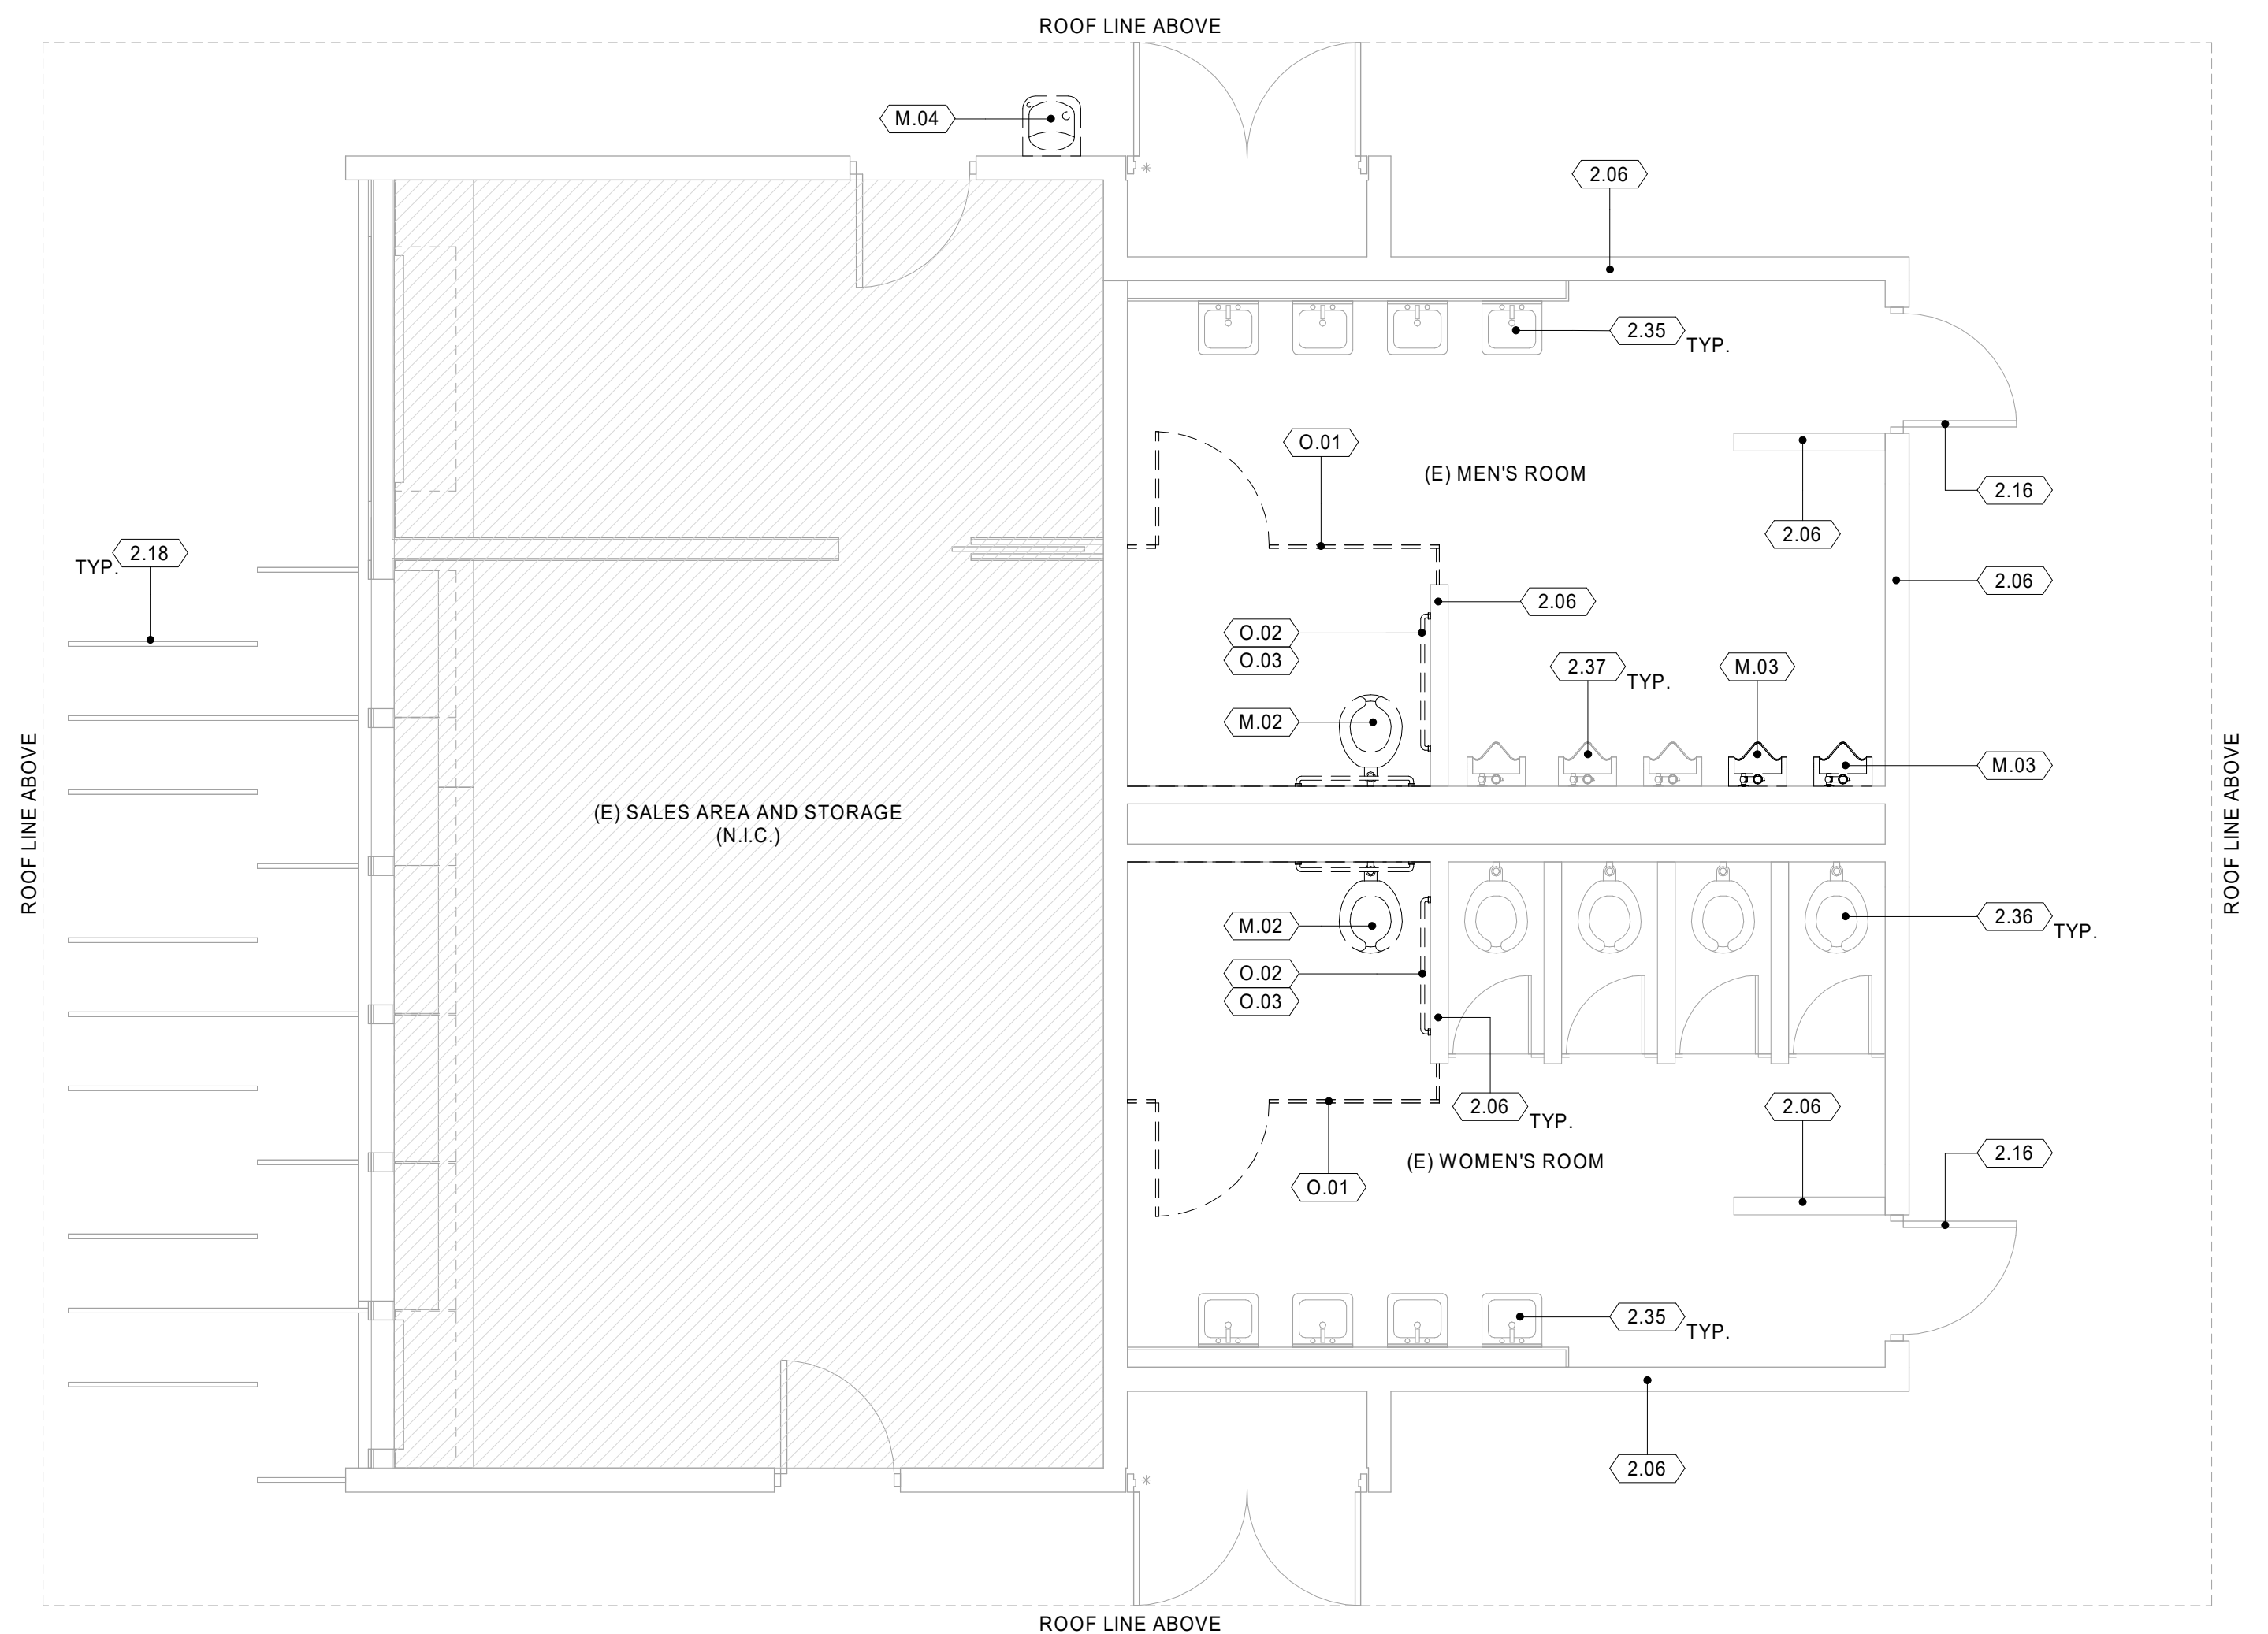 ROOF LINE ABOVE
M.04
2.06
2.35
TYP.
O.01
(E) MEN'S ROOM
2.16
2.06
2.18
TYP.
2.06
2.06
O.02
O.03
2.37
TYP.
M.03
M.02
M.03
ROOF LINE ABOVE
ROOF LINE ABOVE
(E) SALES AREA AND STORAGE
(N.I.C.)
M.02
2.36
TYP.
O.02
O.03
2.06
TYP.
2.06
(E) WOMEN'S ROOM
2.16
O.01
2.35
TYP.
2.06
ROOF LINE ABOVE